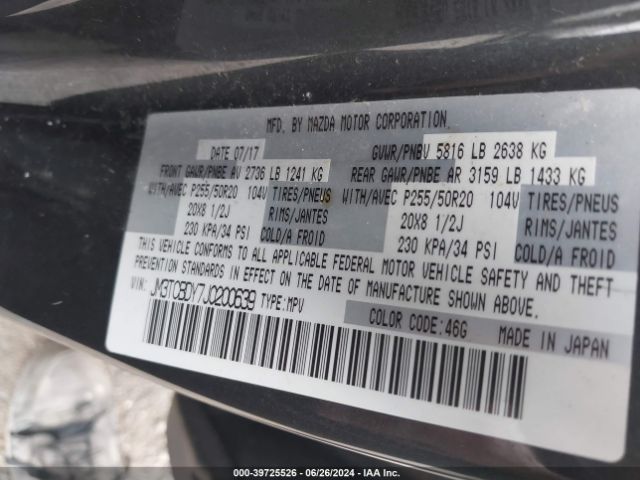 MFD. BY MAZDA MOTOR CORPORATION.
DATE 07/17 GVWR/PNBV 5816 LB 2638 KG
FRONT GAWR/PNBE AV 2736 LB 1241 KG REAR GAWR/PNBE AR 3159 LB 1433 KG
WITH/AVEC P255/50R20 104V TIRES/PNEUS WITH/AVEC P255/50R20 104V TIRES/PNEUS
20X8 1/2J RIMS/JANTES 20X8 1/2J RIMS/JANTES
230 KPA/34 PSI COLD/A FROID 230 KPA/34 PSI COLD/A FROID
THIS VEHICLE CONFORMS TO ALL APPLICABLE FEDERAL MOTOR VEHICLE SAFETY AND THEFT
PREVENTION STANDARDS IN EFFECT ON THE DATE OF MANUFACTURE SHOWN ABOVE.
VIN: JM3TCBDY7J0200639 TYPE:MPV
COLOR CODE:46G MADE IN JAPAN
000-39725526 - 06/26/2024 - IAA Inc.